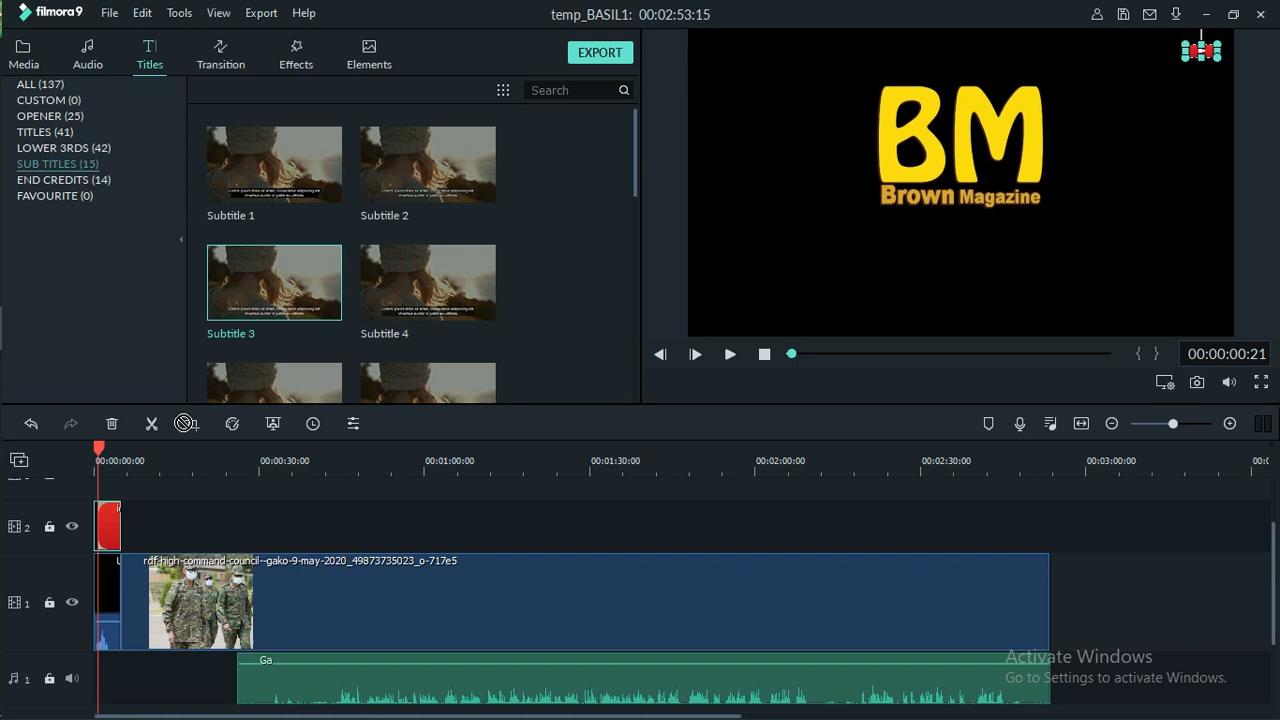 filmora9 File Edit Tools View Export Help temp_BASIL1: 00:02:53:15
Media Audio Titles Transition Effects Elements EXPORT
ALL (137)
CUSTOM (0)
OPENER (25)
TITLES (41)
LOWER 3RDS (42)
SUB TITLES (15)
END CREDITS (14)
FAVOURITE (0)
Search
Subtitle 1 Subtitle 2
Subtitle 3 Subtitle 4
BM
Brown Magazine
{ } 00:00:00:21
00:00:00:00 00:00:30:00 00:01:00:00 00:01:30:00 00:02:00:00 00:02:30:00 00:03:00:00
2
1 rdf-high-command-council--gako-9-may-2020_49873735023_o-717e5
1 Ga
Activate Windows
Go to Settings to activate Windows.